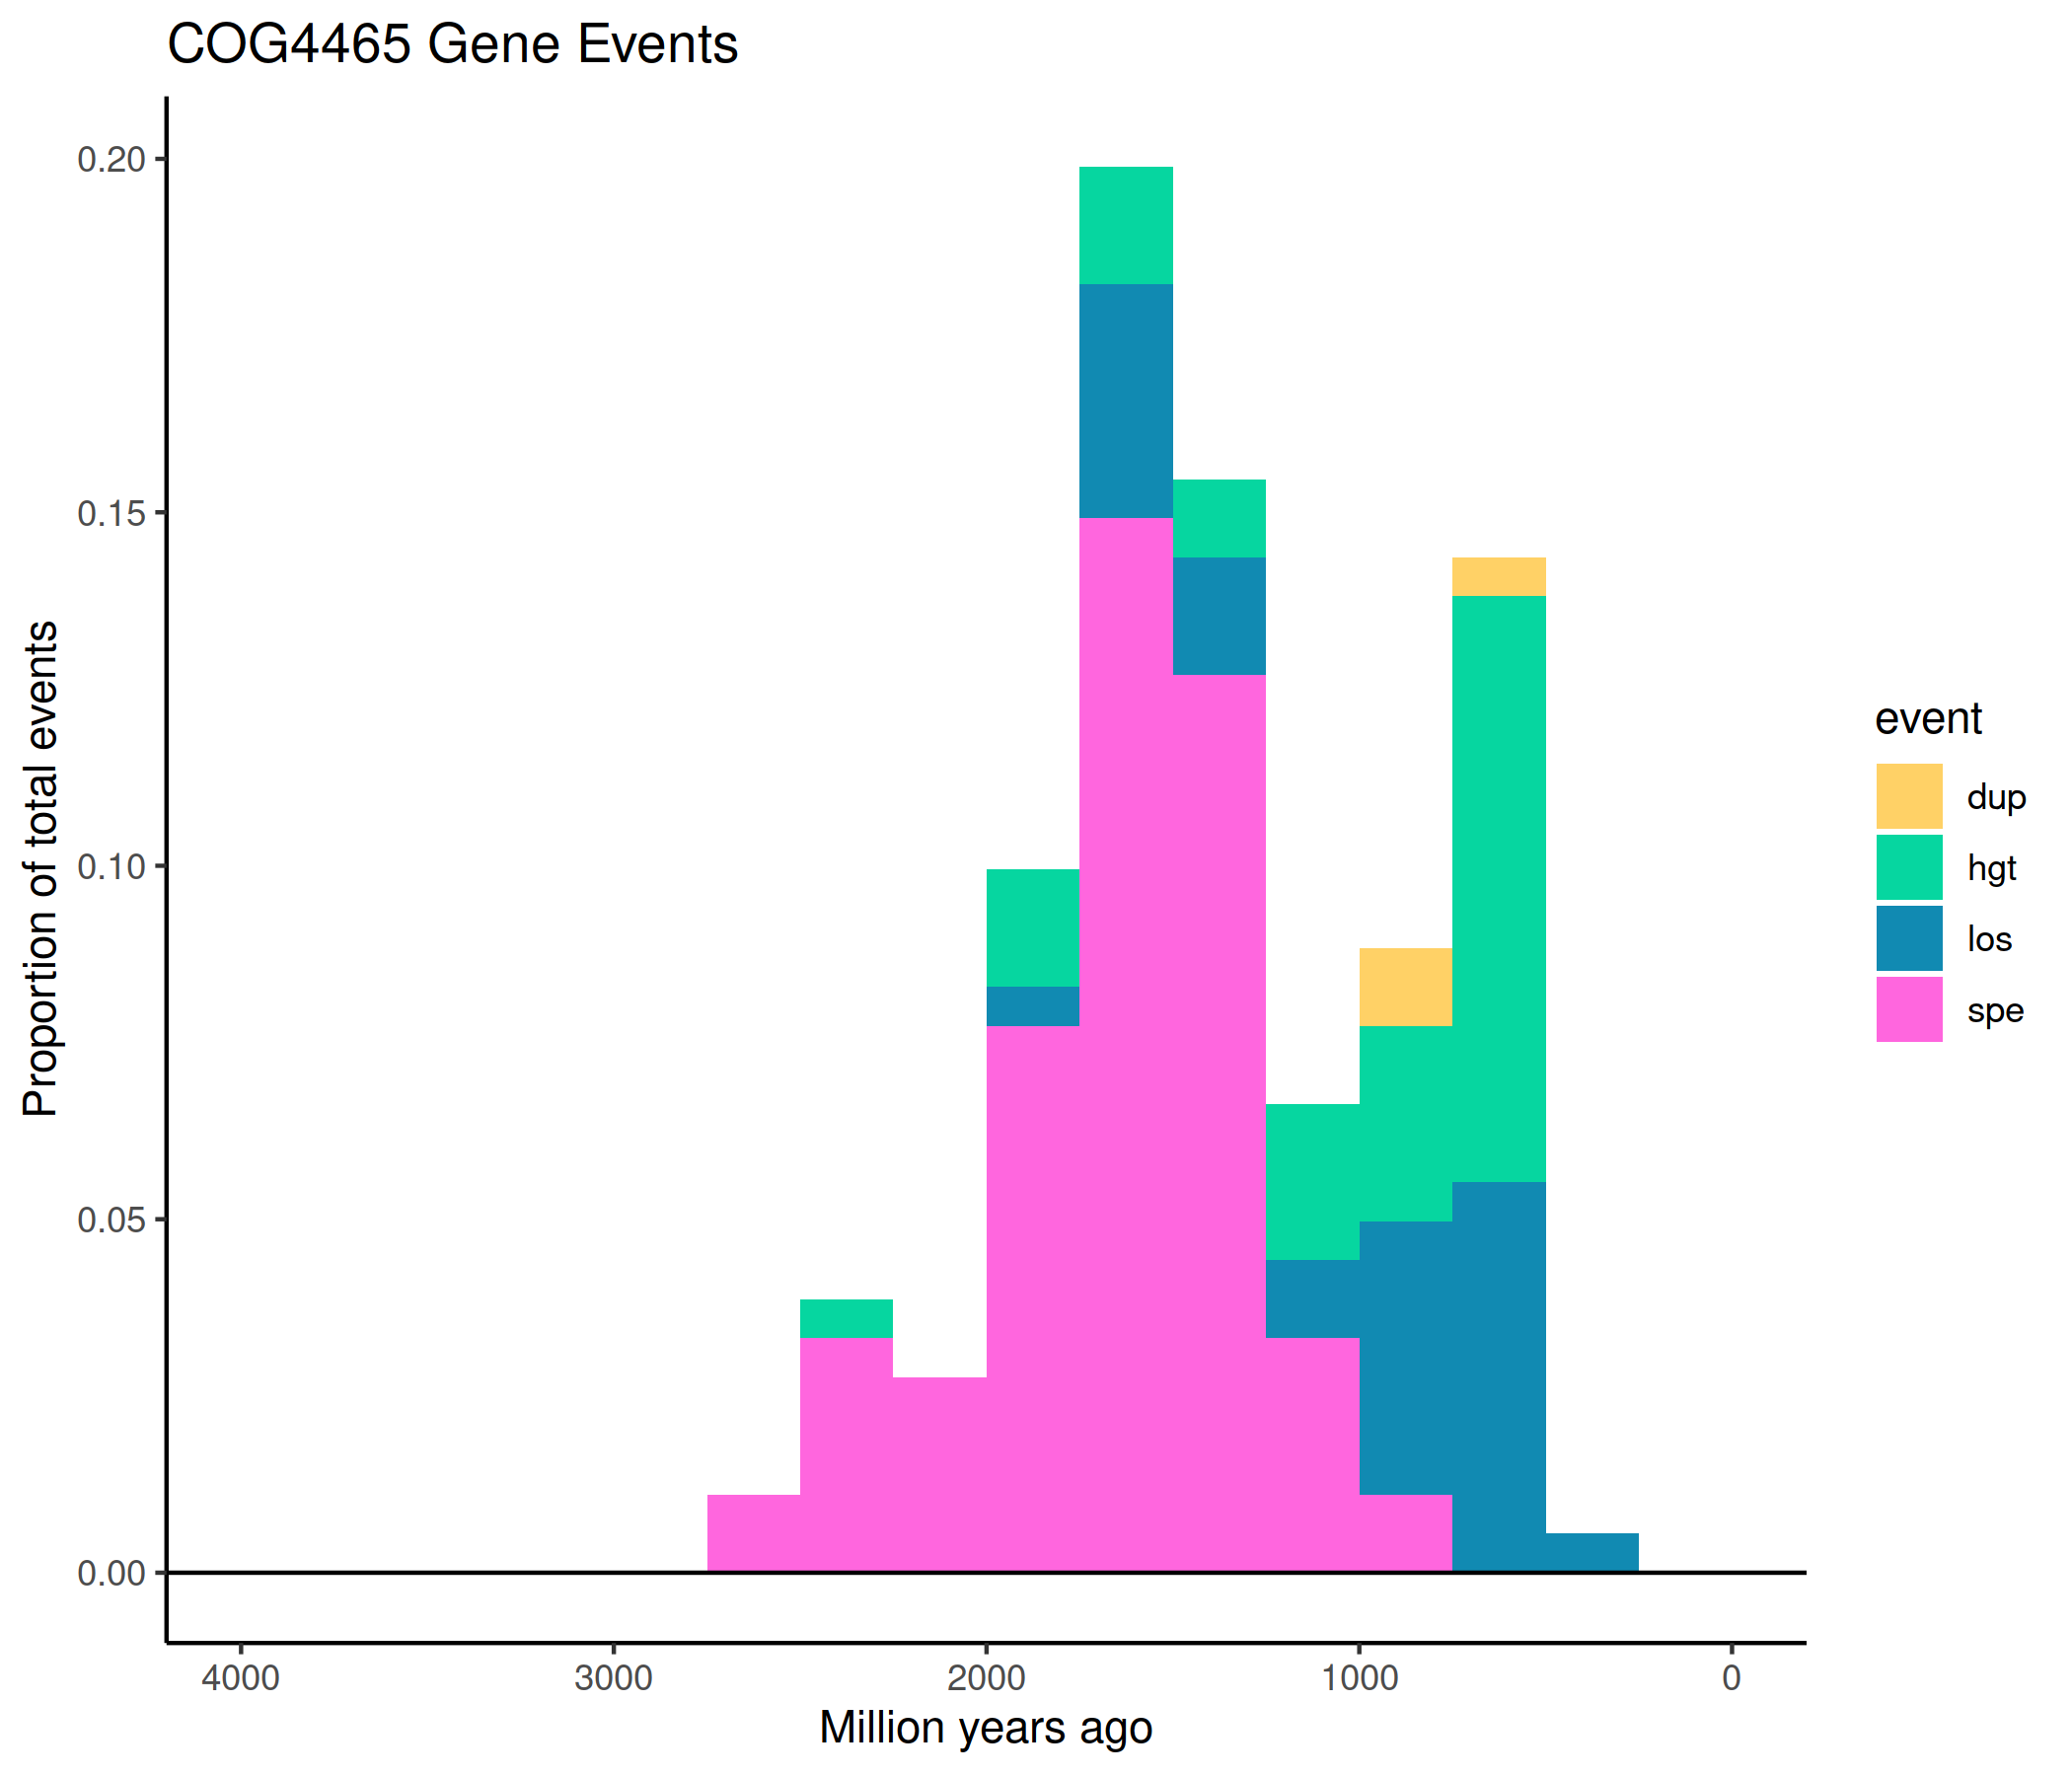 COG4465 Gene Events
Proportion of total events
0.20
0.15
0.10
0.05
0.00
4000 3000 2000 1000 0
Million years ago
event
dup
hgt
los
spe